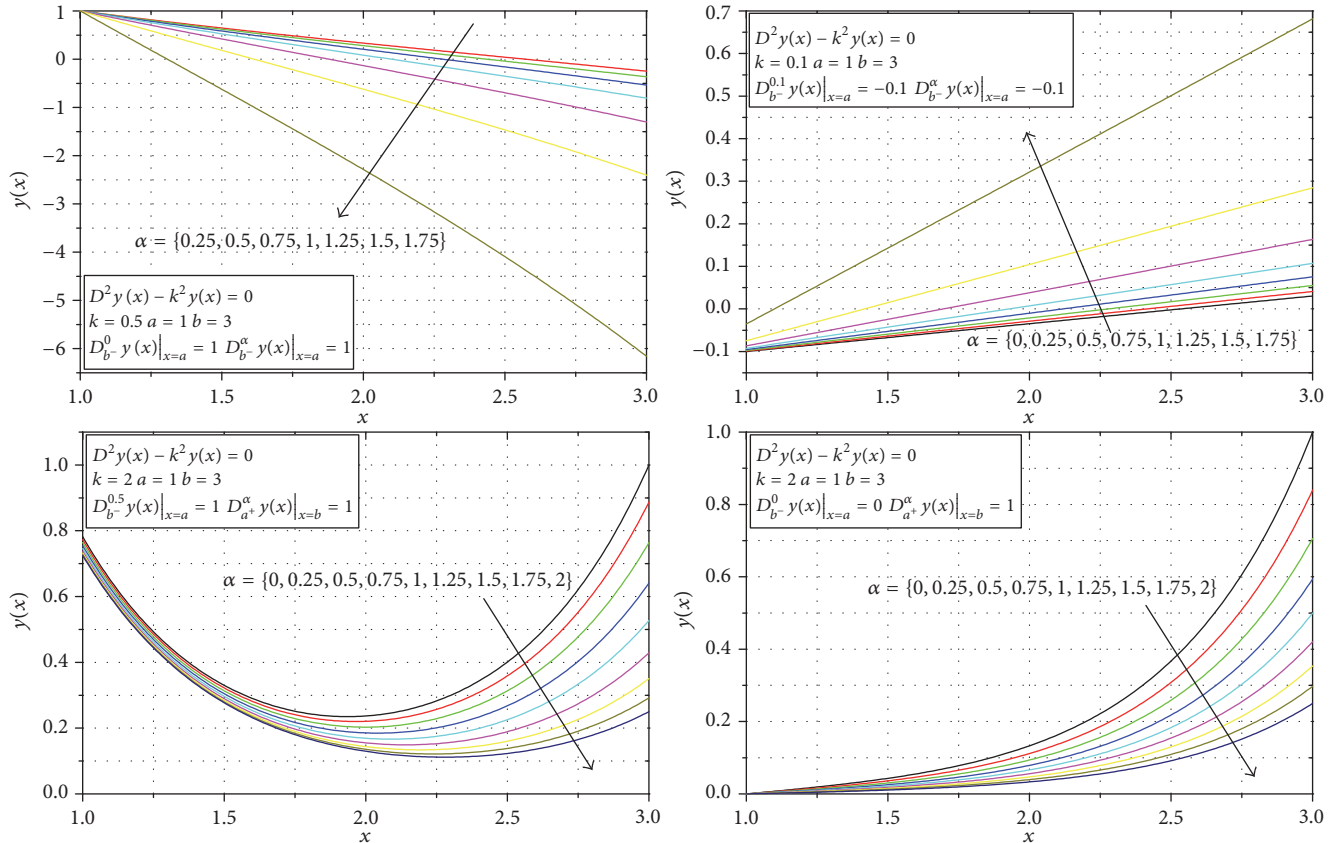 1
0
−1
−2
−3
−4
−5
−6
y(x)
α = {0.25, 0.5, 0.75, 1, 1.25, 1.5, 1.75}
D²y(x) − k²y(x) = 0
k = 0.5 a = 1 b = 3
D⁰_b⁻ y(x)|ₓ₌ₐ = 1 D^α_b⁻ y(x)|ₓ₌ₐ = 1
1.0 1.5 2.0 2.5 3.0
x
0.7
0.6
0.5
0.4
0.3
0.2
0.1
0.0
−0.1
y(x)
D²y(x) − k²y(x) = 0
k = 0.1 a = 1 b = 3
D^0.1_b⁻ y(x)|ₓ₌ₐ = −0.1 D^α_b⁻ y(x)|ₓ₌ₐ = −0.1
α = {0, 0.25, 0.5, 0.75, 1, 1.25, 1.5, 1.75}
1.0 1.5 2.0 2.5 3.0
x
1.0
0.8
0.6
0.4
0.2
0.0
y(x)
D²y(x) − k²y(x) = 0
k = 2 a = 1 b = 3
D^0.5_b⁻ y(x)|ₓ₌ₐ = 1 D^α_a⁺ y(x)|ₓ₌b = 1
α = {0, 0.25, 0.5, 0.75, 1, 1.25, 1.5, 1.75, 2}
1.0 1.5 2.0 2.5 3.0
x
1.0
0.8
0.6
0.4
0.2
0.0
y(x)
D²y(x) − k²y(x) = 0
k = 2 a = 1 b = 3
D⁰_b⁻ y(x)|ₓ₌ₐ = 0 D^α_a⁺ y(x)|ₓ₌b = 1
α = {0, 0.25, 0.5, 0.75, 1, 1.25, 1.5, 1.75, 2}
1.0 1.5 2.0 2.5 3.0
x